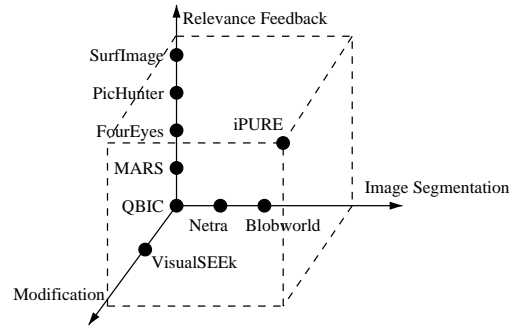 Relevance Feedback
SurfImage
PicHunter
FourEyes
iPURE
MARS
Image Segmentation
QBIC
Netra
Blobworld
VisualSEEk
Modification